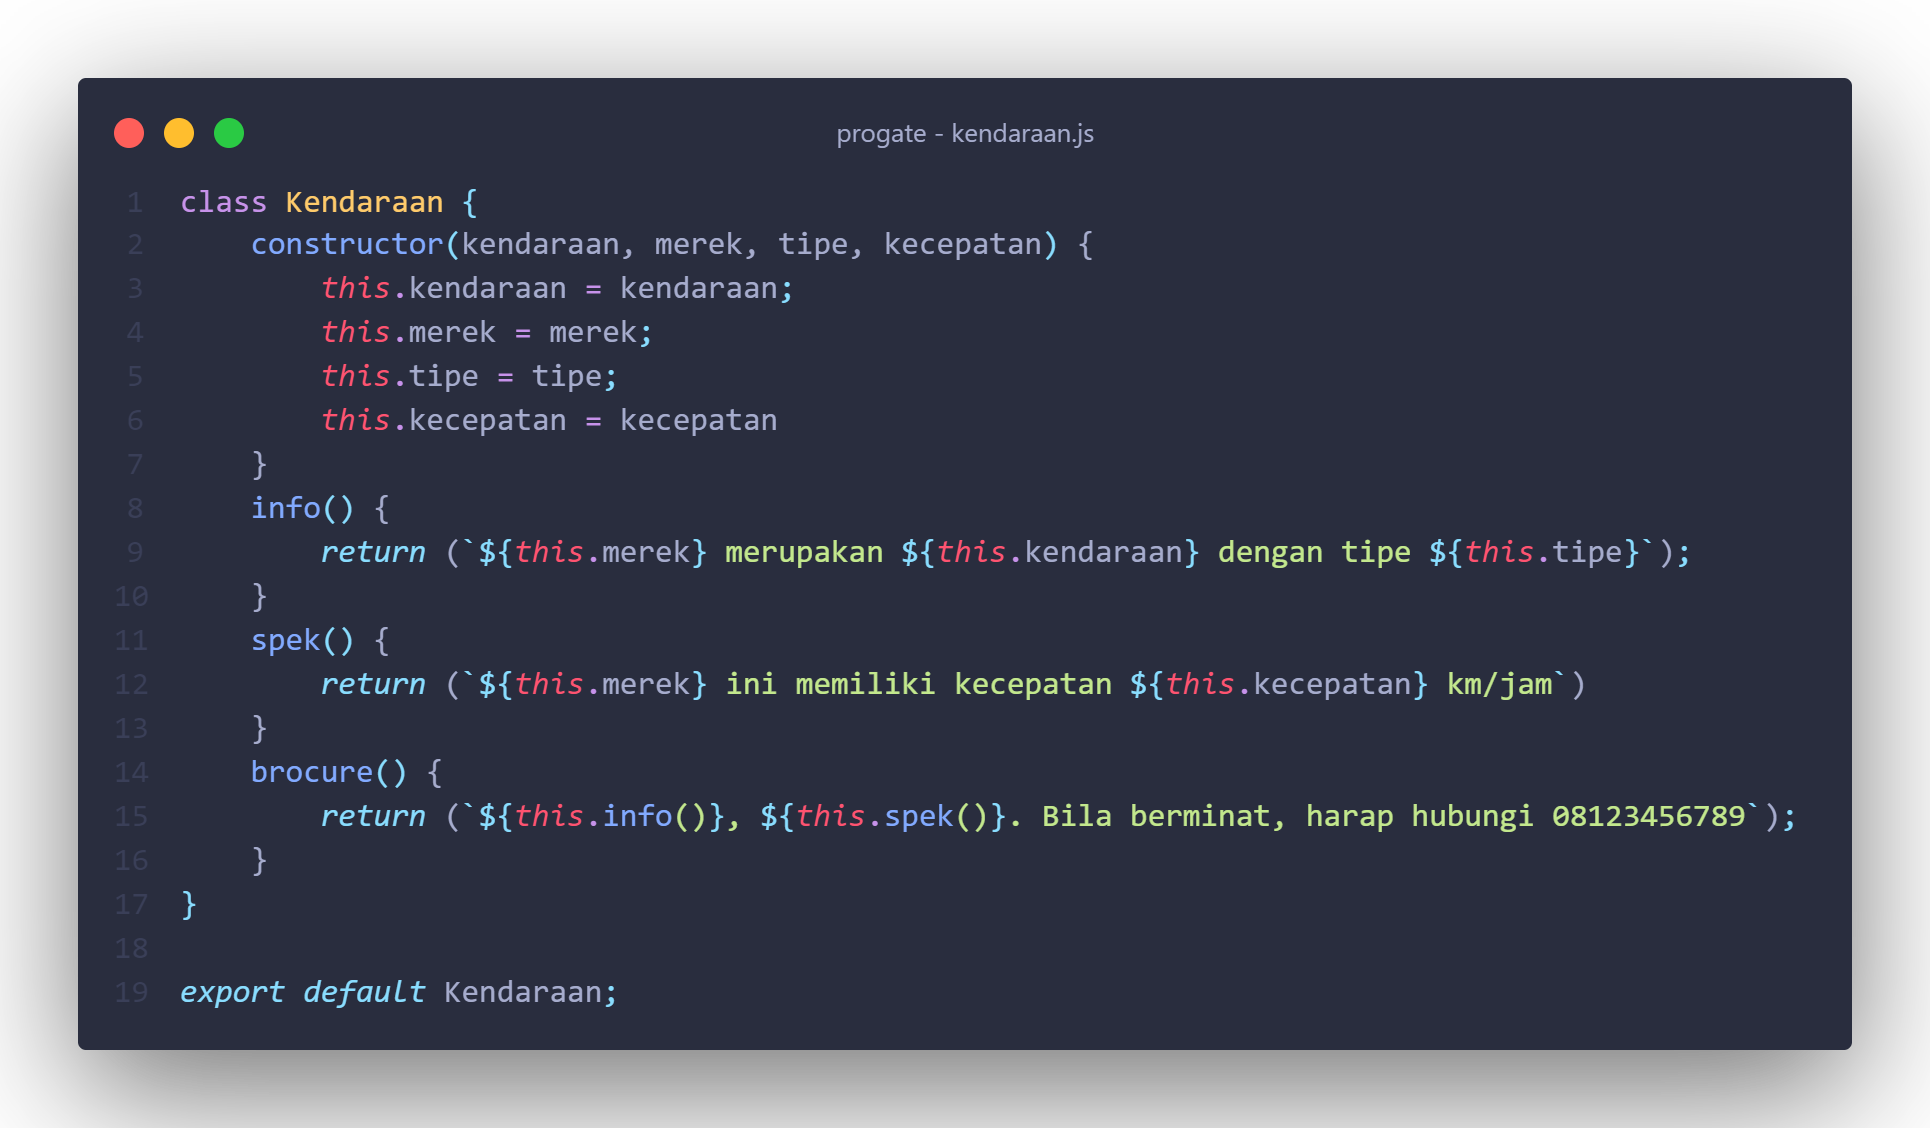 progate - kendaraan.js
1 class Kendaraan {
2     constructor(kendaraan, merek, tipe, kecepatan) {
3         this.kendaraan = kendaraan;
4         this.merek = merek;
5         this.tipe = tipe;
6         this.kecepatan = kecepatan
7     }
8     info() {
9         return (`${this.merek} merupakan ${this.kendaraan} dengan tipe ${this.tipe}`);
10     }
11     spek() {
12         return (`${this.merek} ini memiliki kecepatan ${this.kecepatan} km/jam`)
13     }
14     brocure() {
15         return (`${this.info()}, ${this.spek()}. Bila berminat, harap hubungi 08123456789`);
16     }
17 }
18
19 export default Kendaraan;